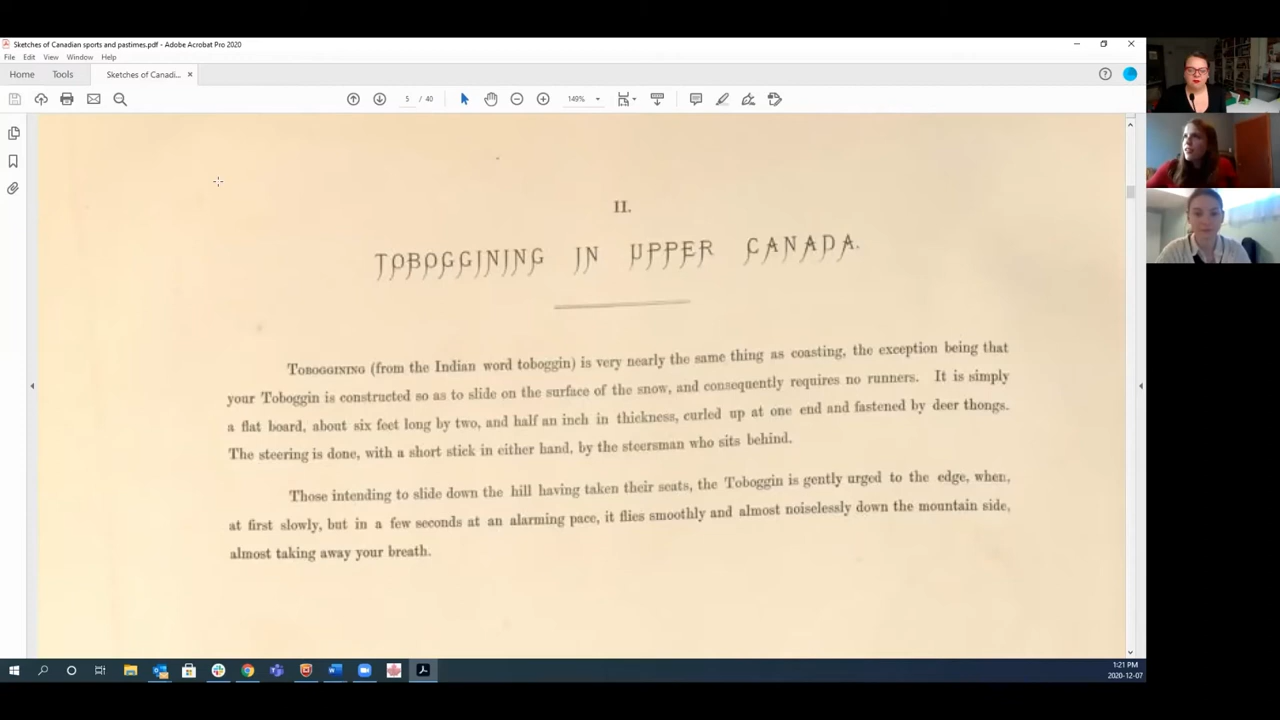 Sketches of Canadian sports and pastimes.pdf - Adobe Acrobat Pro 2020
File Edit View Window Help
Home Tools Sketches of Canadi... ×
5 / 40 149%
II.
TOBOGGINING IN UPPER CANADA.
TOBOGGINING (from the Indian word toboggin) is very nearly the same thing as coasting, the exception being that
your Toboggin is constructed so as to slide on the surface of the snow, and consequently requires no runners. It is simply
a flat board, about six feet long by two, and half an inch in thickness, curled up at one end and fastened by deer thongs.
The steering is done, with a short stick in either hand, by the steersman who sits behind.
Those intending to slide down the hill having taken their seats, the Toboggin is gently urged to the edge, when,
at first slowly, but in a few seconds at an alarming pace, it flies smoothly and almost noiselessly down the mountain side,
almost taking away your breath.
1:21 PM
2020-12-07